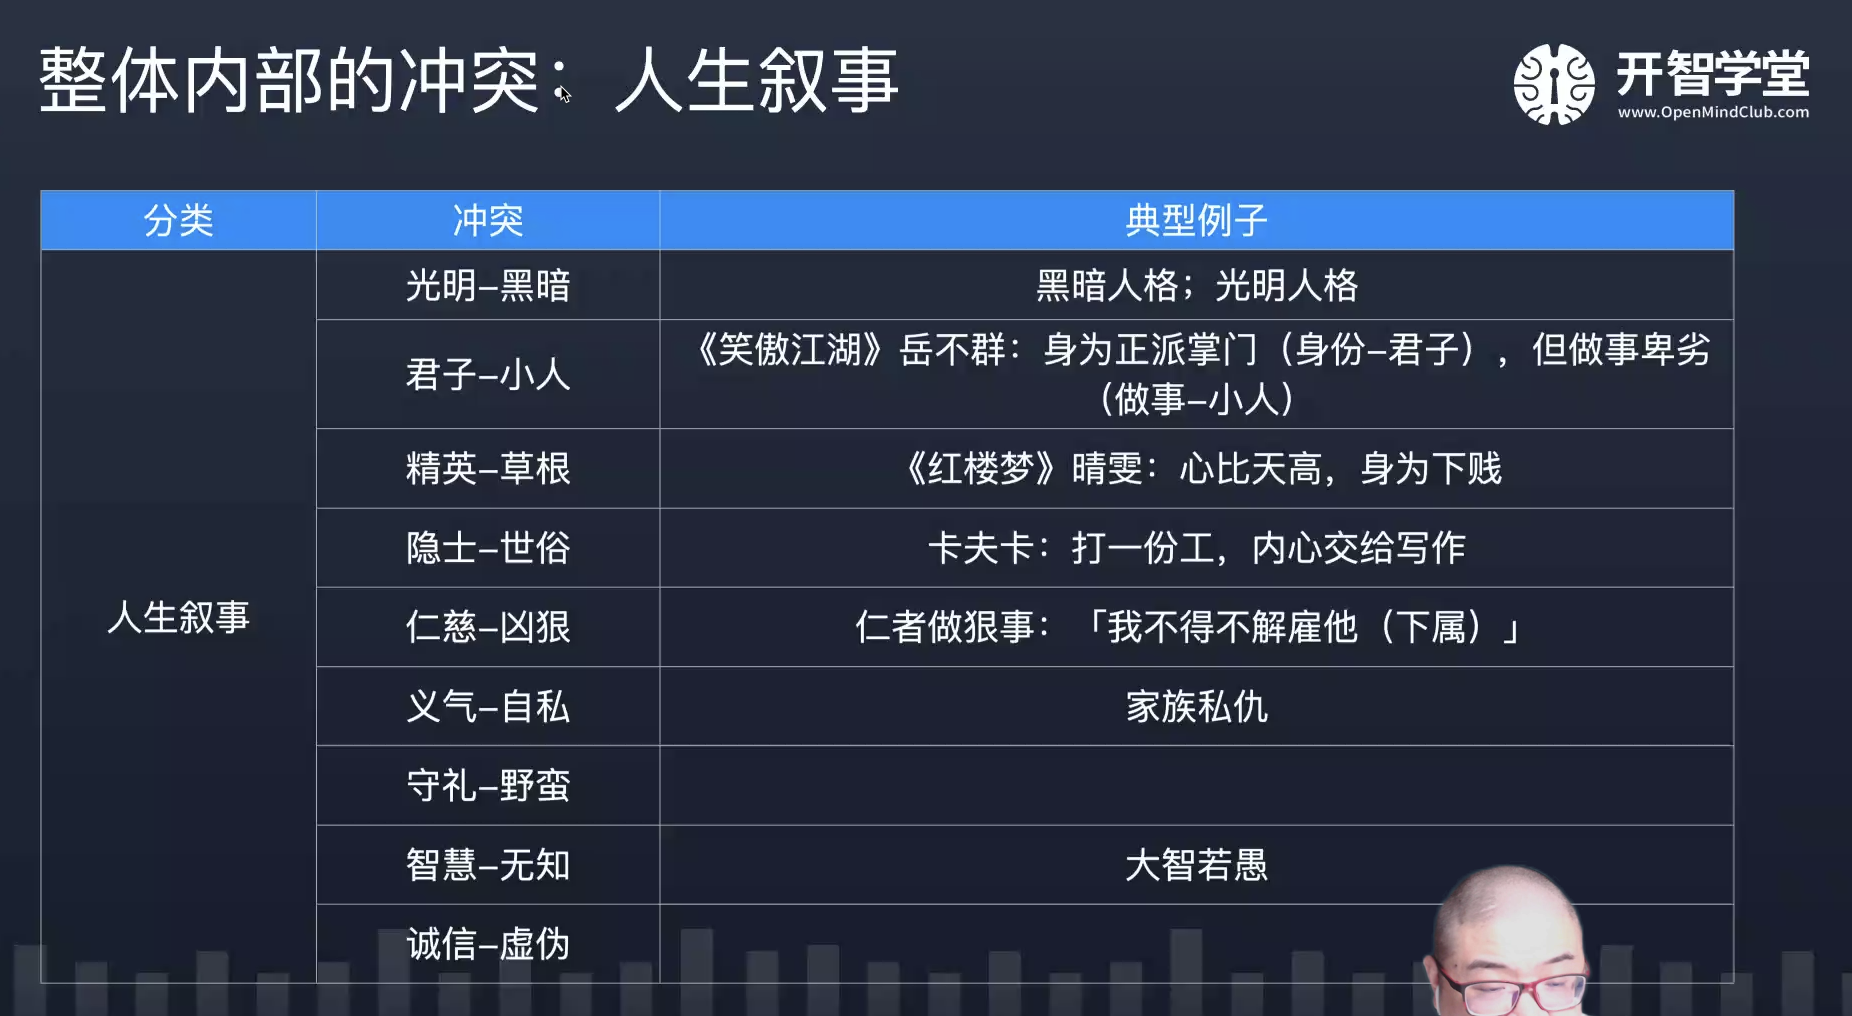 整体内部的冲突：人生叙事
开智学堂
www.OpenMindClub.com
分类
冲突
典型例子
人生叙事
光明–黑暗
黑暗人格；光明人格
君子–小人
《笑傲江湖》岳不群：身为正派掌门（身份–君子），但做事卑劣
（做事–小人）
精英–草根
《红楼梦》晴雯：心比天高，身为下贱
隐士–世俗
卡夫卡：打一份工，内心交给写作
仁慈–凶狠
仁者做狠事：「我不得不解雇他（下属）」
义气–自私
家族私仇
守礼–野蛮
智慧–无知
大智若愚
诚信–虚伪